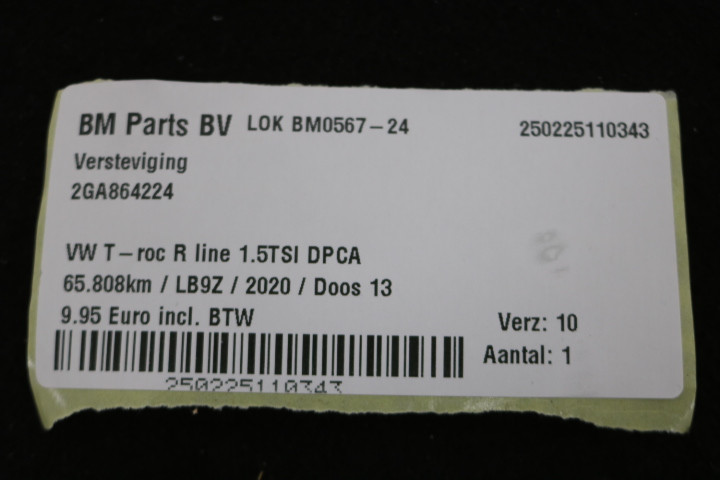 BM Parts BV LOK BM0567-24 250225110343
Versteviging
2GA864224
VW T-roc R line 1.5TSI DPCA
65.808km / LB9Z / 2020 / Doos 13
9.95 Euro incl. BTW
Verz: 10
Aantal: 1
250225110343